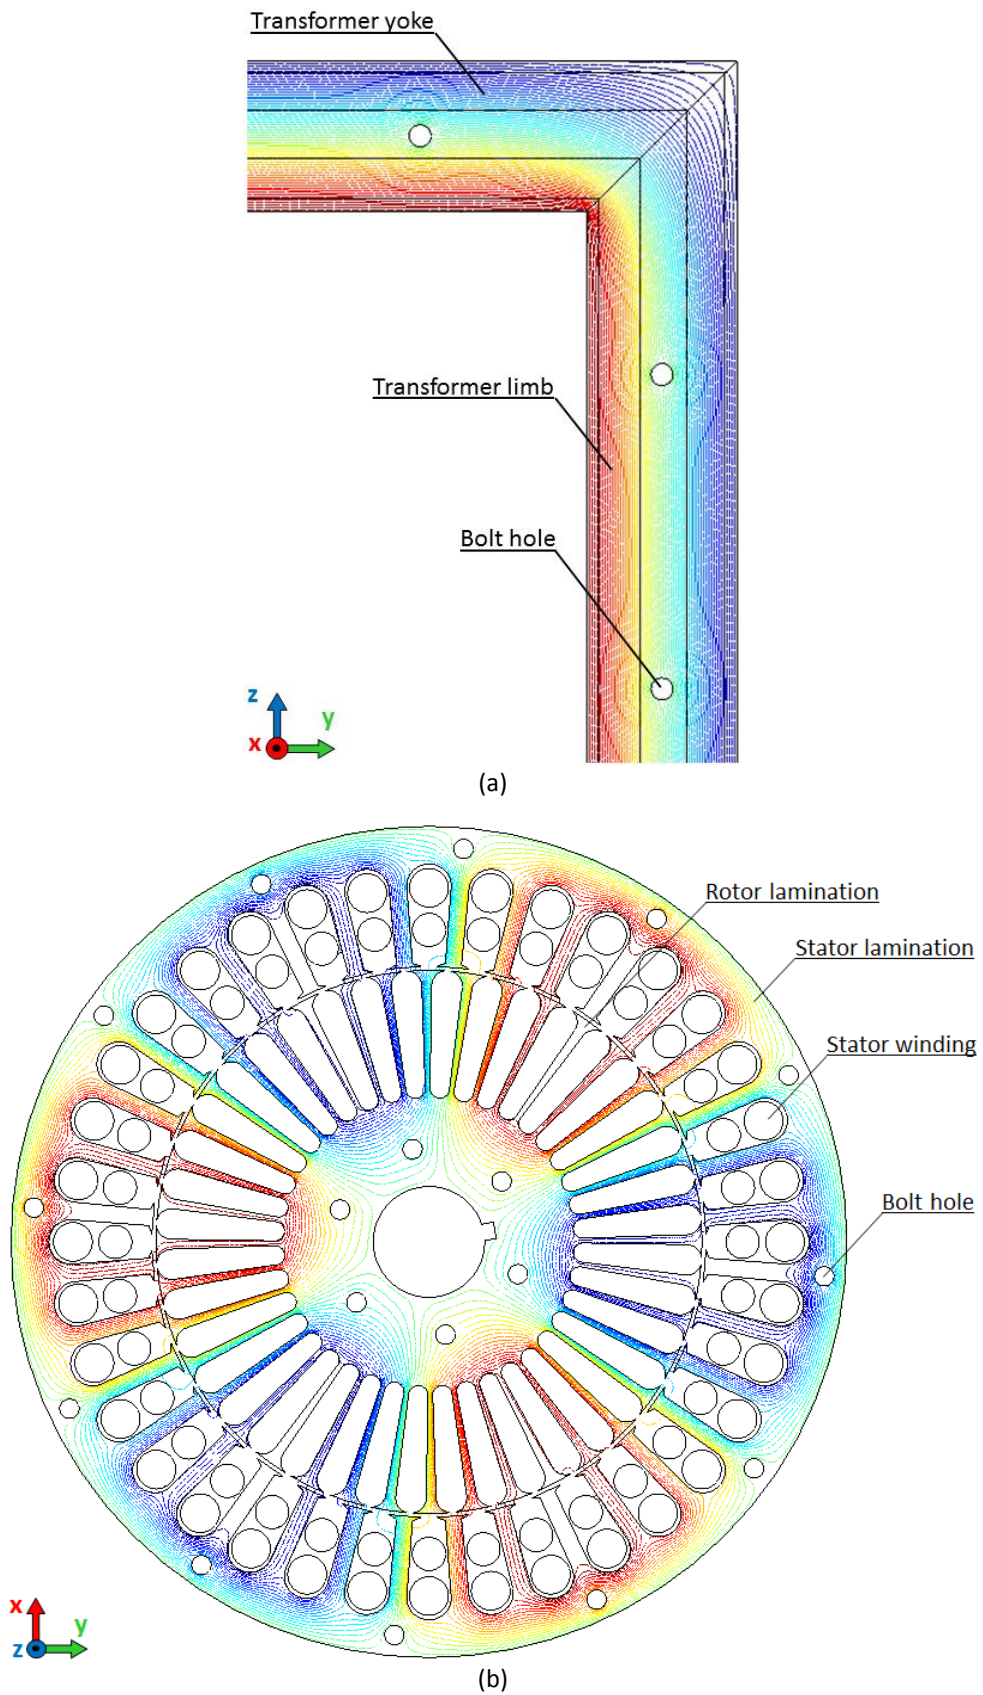 Transformer yoke
Transformer limb
Bolt hole
z
y
x
(a)
Rotor lamination
Stator lamination
Stator winding
Bolt hole
x
y
z
(b)